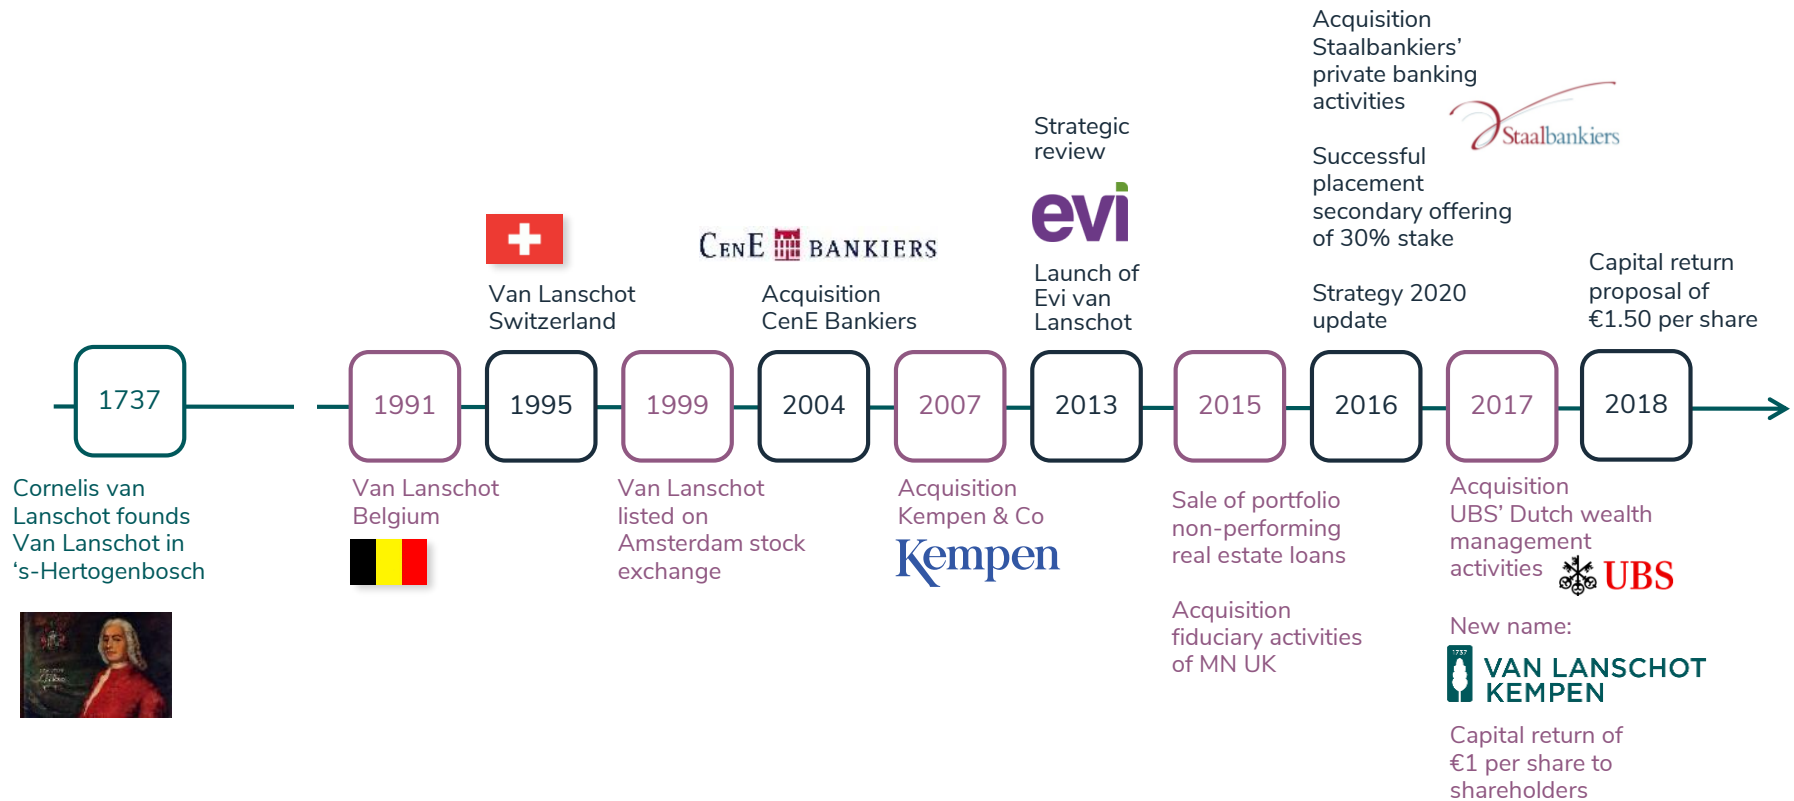 1737
Cornelis van
Lanschot founds
Van Lanschot in
‘s-Hertogenbosch
1991
Van Lanschot
Belgium
Van Lanschot
Switzerland
1995
1999
Van Lanschot
listed on
Amsterdam stock
exchange
CENE BANKIERS
Acquisition
CenE Bankiers
2004
2007
Acquisition
Kempen & Co
Kempen
Strategic
review
evi
Launch of
Evi van
Lanschot
2013
2015
Sale of portfolio
non-performing
real estate loans
Acquisition
fiduciary activities
of MN UK
Acquisition
Staalbankiers’
private banking
activities
Staalbankiers
Successful
placement
secondary offering
of 30% stake
Strategy 2020
update
2016
2017
Acquisition
UBS’ Dutch wealth
management
activities
UBS
New name:
1737
VAN LANSCHOT
KEMPEN
Capital return of
€1 per share to
shareholders
Capital return
proposal of
€1.50 per share
2018